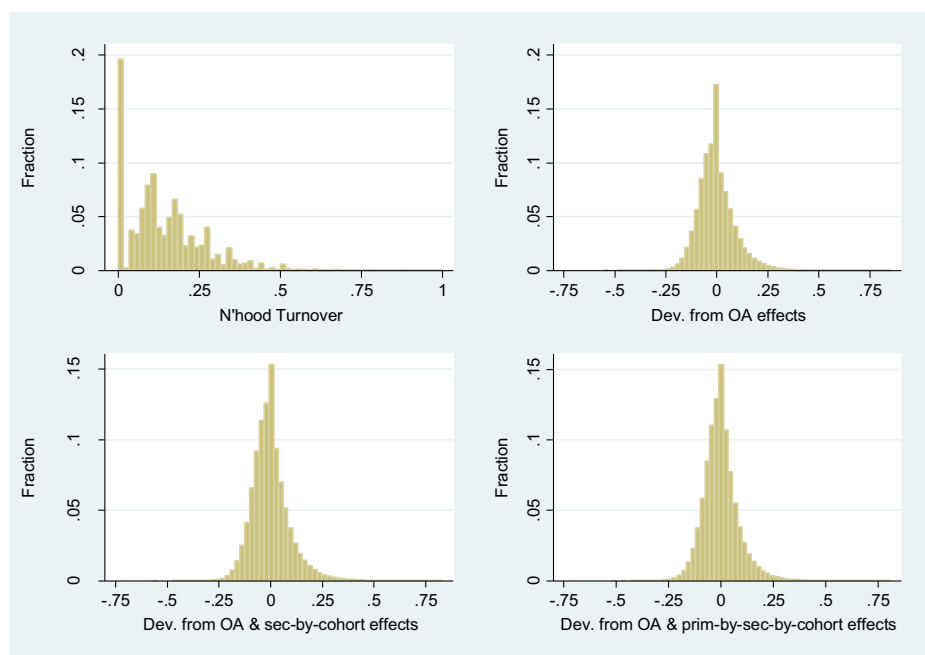 .2
.15
.1
.05
0
Fraction
0 .25 .5 .75 1
N'hood Turnover
.2
.15
.1
.05
0
Fraction
-.75 -.5 -.25 0 .25 .5 .75
Dev. from OA effects
.15
.1
.05
0
Fraction
-.75 -.5 -.25 0 .25 .5 .75
Dev. from OA & sec-by-cohort effects
.15
.1
.05
0
Fraction
-.75 -.5 -.25 0 .25 .5 .75
Dev. from OA & prim-by-sec-by-cohort effects